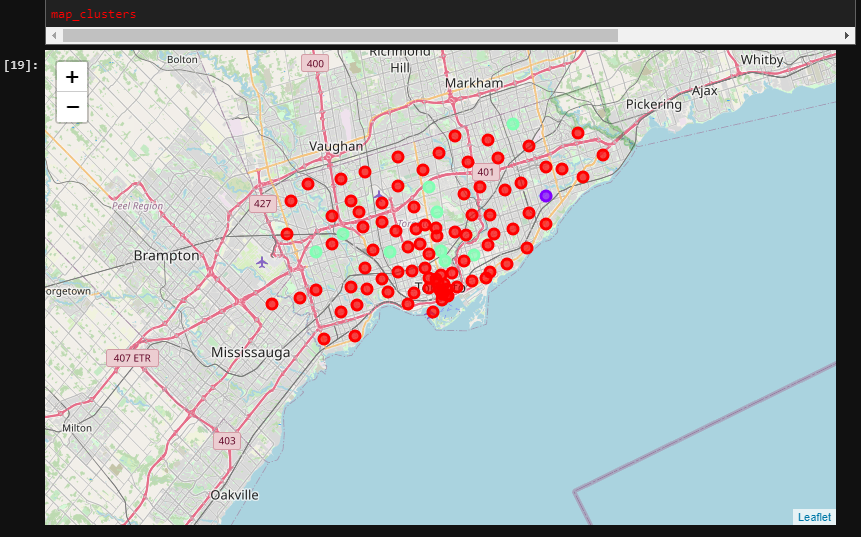 map_clusters
[19]:
+
−
Bolton
400
Richmond
Hill
Markham
Whitby
Ajax
Pickering
Vaughan
401
427
Peel Region
Brampton
orgetown
407 ETR
Mississauga
Milton
403
Oakville
Leaflet